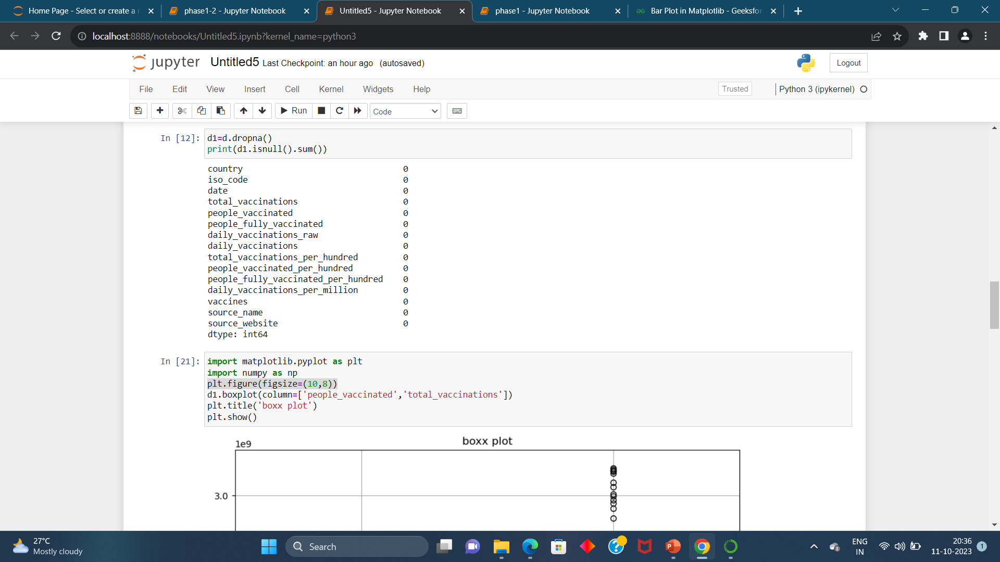 Home Page - Select or create a n
phase1-2 - Jupyter Notebook
Untitled5 - Jupyter Notebook
phase1 - Jupyter Notebook
Bar Plot in Matplotlib - Geeksfor
localhost:8888/notebooks/Untitled5.ipynb?kernel_name=python3
jupyter Untitled5 Last Checkpoint: an hour ago (autosaved)
Logout
File Edit View Insert Cell Kernel Widgets Help
Trusted
Python 3 (ipykernel)
Run
Code
In [12]: d1=d.dropna()
print(d1.isnull().sum())
country 0
iso_code 0
date 0
total_vaccinations 0
people_vaccinated 0
people_fully_vaccinated 0
daily_vaccinations_raw 0
daily_vaccinations 0
total_vaccinations_per_hundred 0
people_vaccinated_per_hundred 0
people_fully_vaccinated_per_hundred 0
daily_vaccinations_per_million 0
vaccines 0
source_name 0
source_website 0
dtype: int64
In [21]: import matplotlib.pyplot as plt
import numpy as np
plt.figure(figsize=(10,8))
d1.boxplot(column=['people_vaccinated','total_vaccinations'])
plt.title('boxx plot')
plt.show()
boxx plot
1e9
3.0
27°C
Mostly cloudy
Search
ENG
IN
20:36
11-10-2023
1